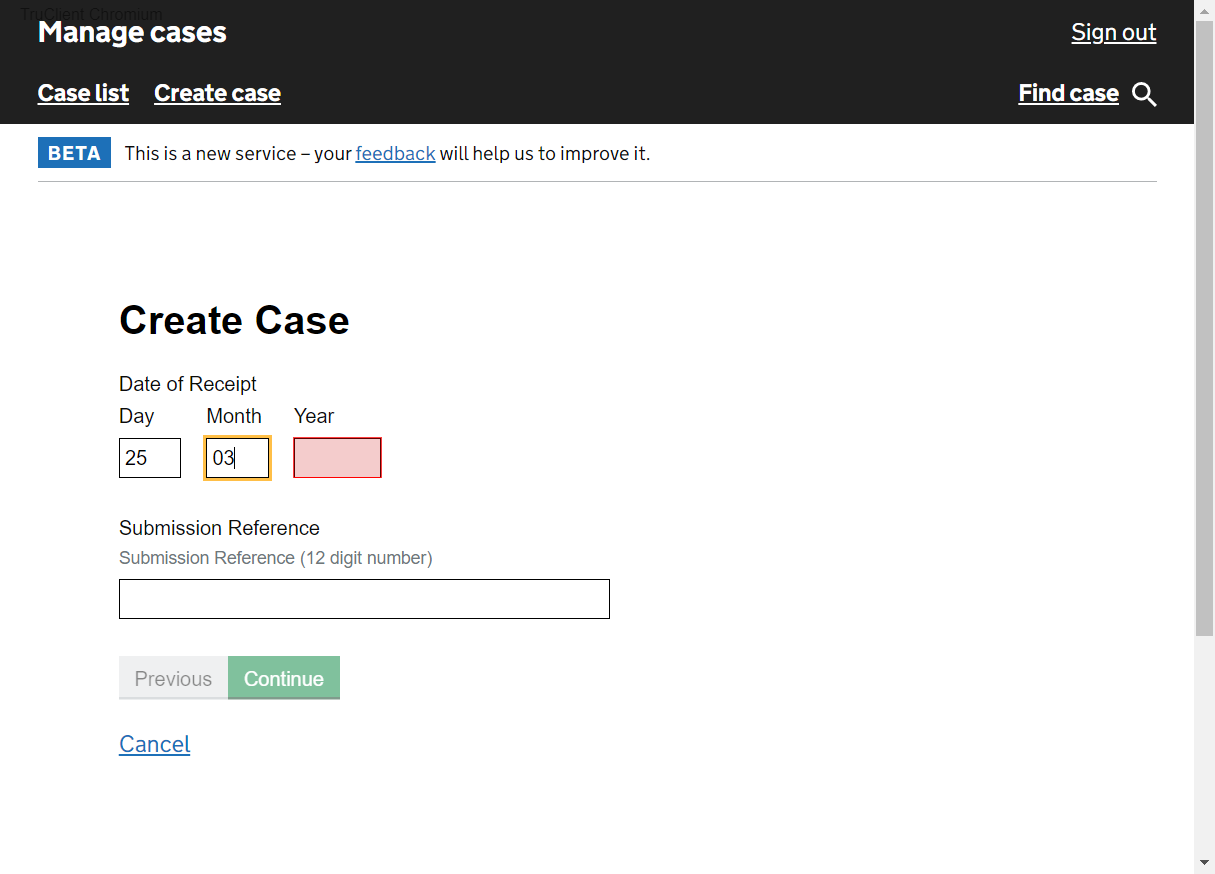 TruClient Chromium
Manage cases
Sign out
Case list Create case Find case
BETA This is a new service – your feedback will help us to improve it.
Create Case
Date of Receipt
Day Month Year
25 03
Submission Reference
Submission Reference (12 digit number)
Previous Continue
Cancel